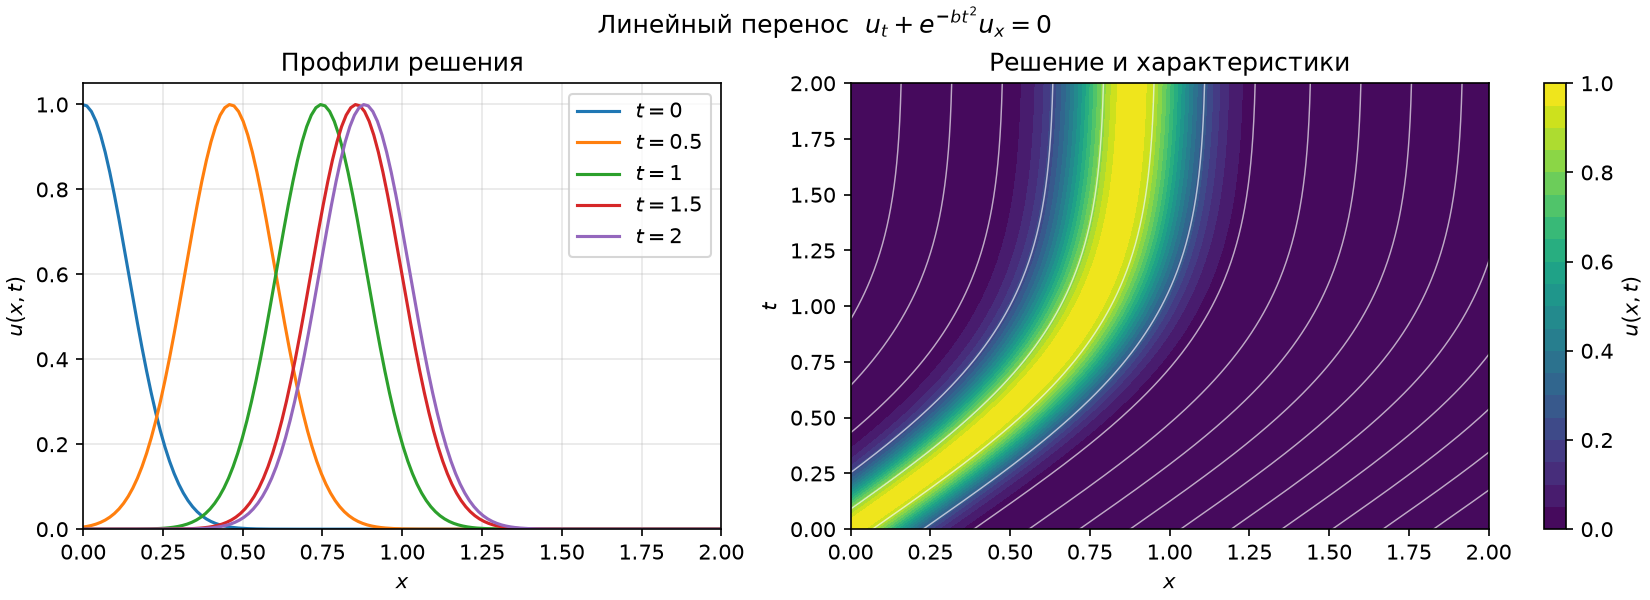 Линейный перенос u_t + e^{-bt^2} u_x = 0
Профили решения
u(x, t)
1.0
0.8
0.6
0.4
0.2
0.0
0.00 0.25 0.50 0.75 1.00 1.25 1.50 1.75 2.00
x
t = 0
t = 0.5
t = 1
t = 1.5
t = 2
Решение и характеристики
t
2.00
1.75
1.50
1.25
1.00
0.75
0.50
0.25
0.00
0.00 0.25 0.50 0.75 1.00 1.25 1.50 1.75 2.00
x
1.0
0.8
0.6
0.4
0.2
0.0
u(x, t)